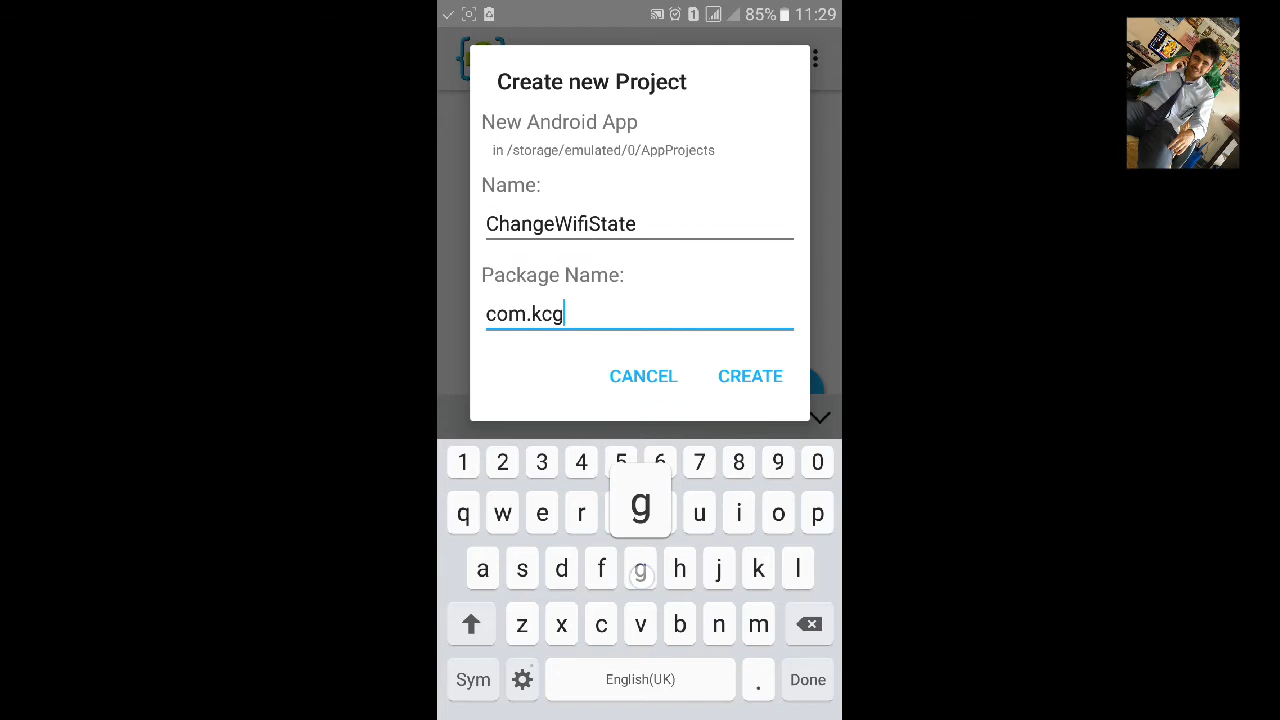 1 85% 11:29
Create new Project
New Android App
in /storage/emulated/0/AppProjects
Name:
ChangeWifiState
Package Name:
com.kcg
CANCEL CREATE
1 2 3 4 5 6 7 8 9 0
q w e r u i o p
g
a s d f g h j k l
z x c v b n m
Sym English(UK) . Done